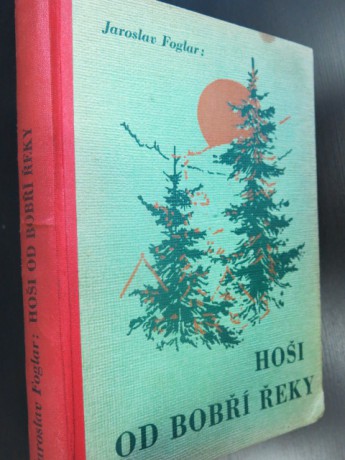 Jaroslav Foglar:
HOŠI
OD BOBŘÍ ŘEKY
Jaroslav Foglar: HOŠI OD BOBŘÍ ŘEKY